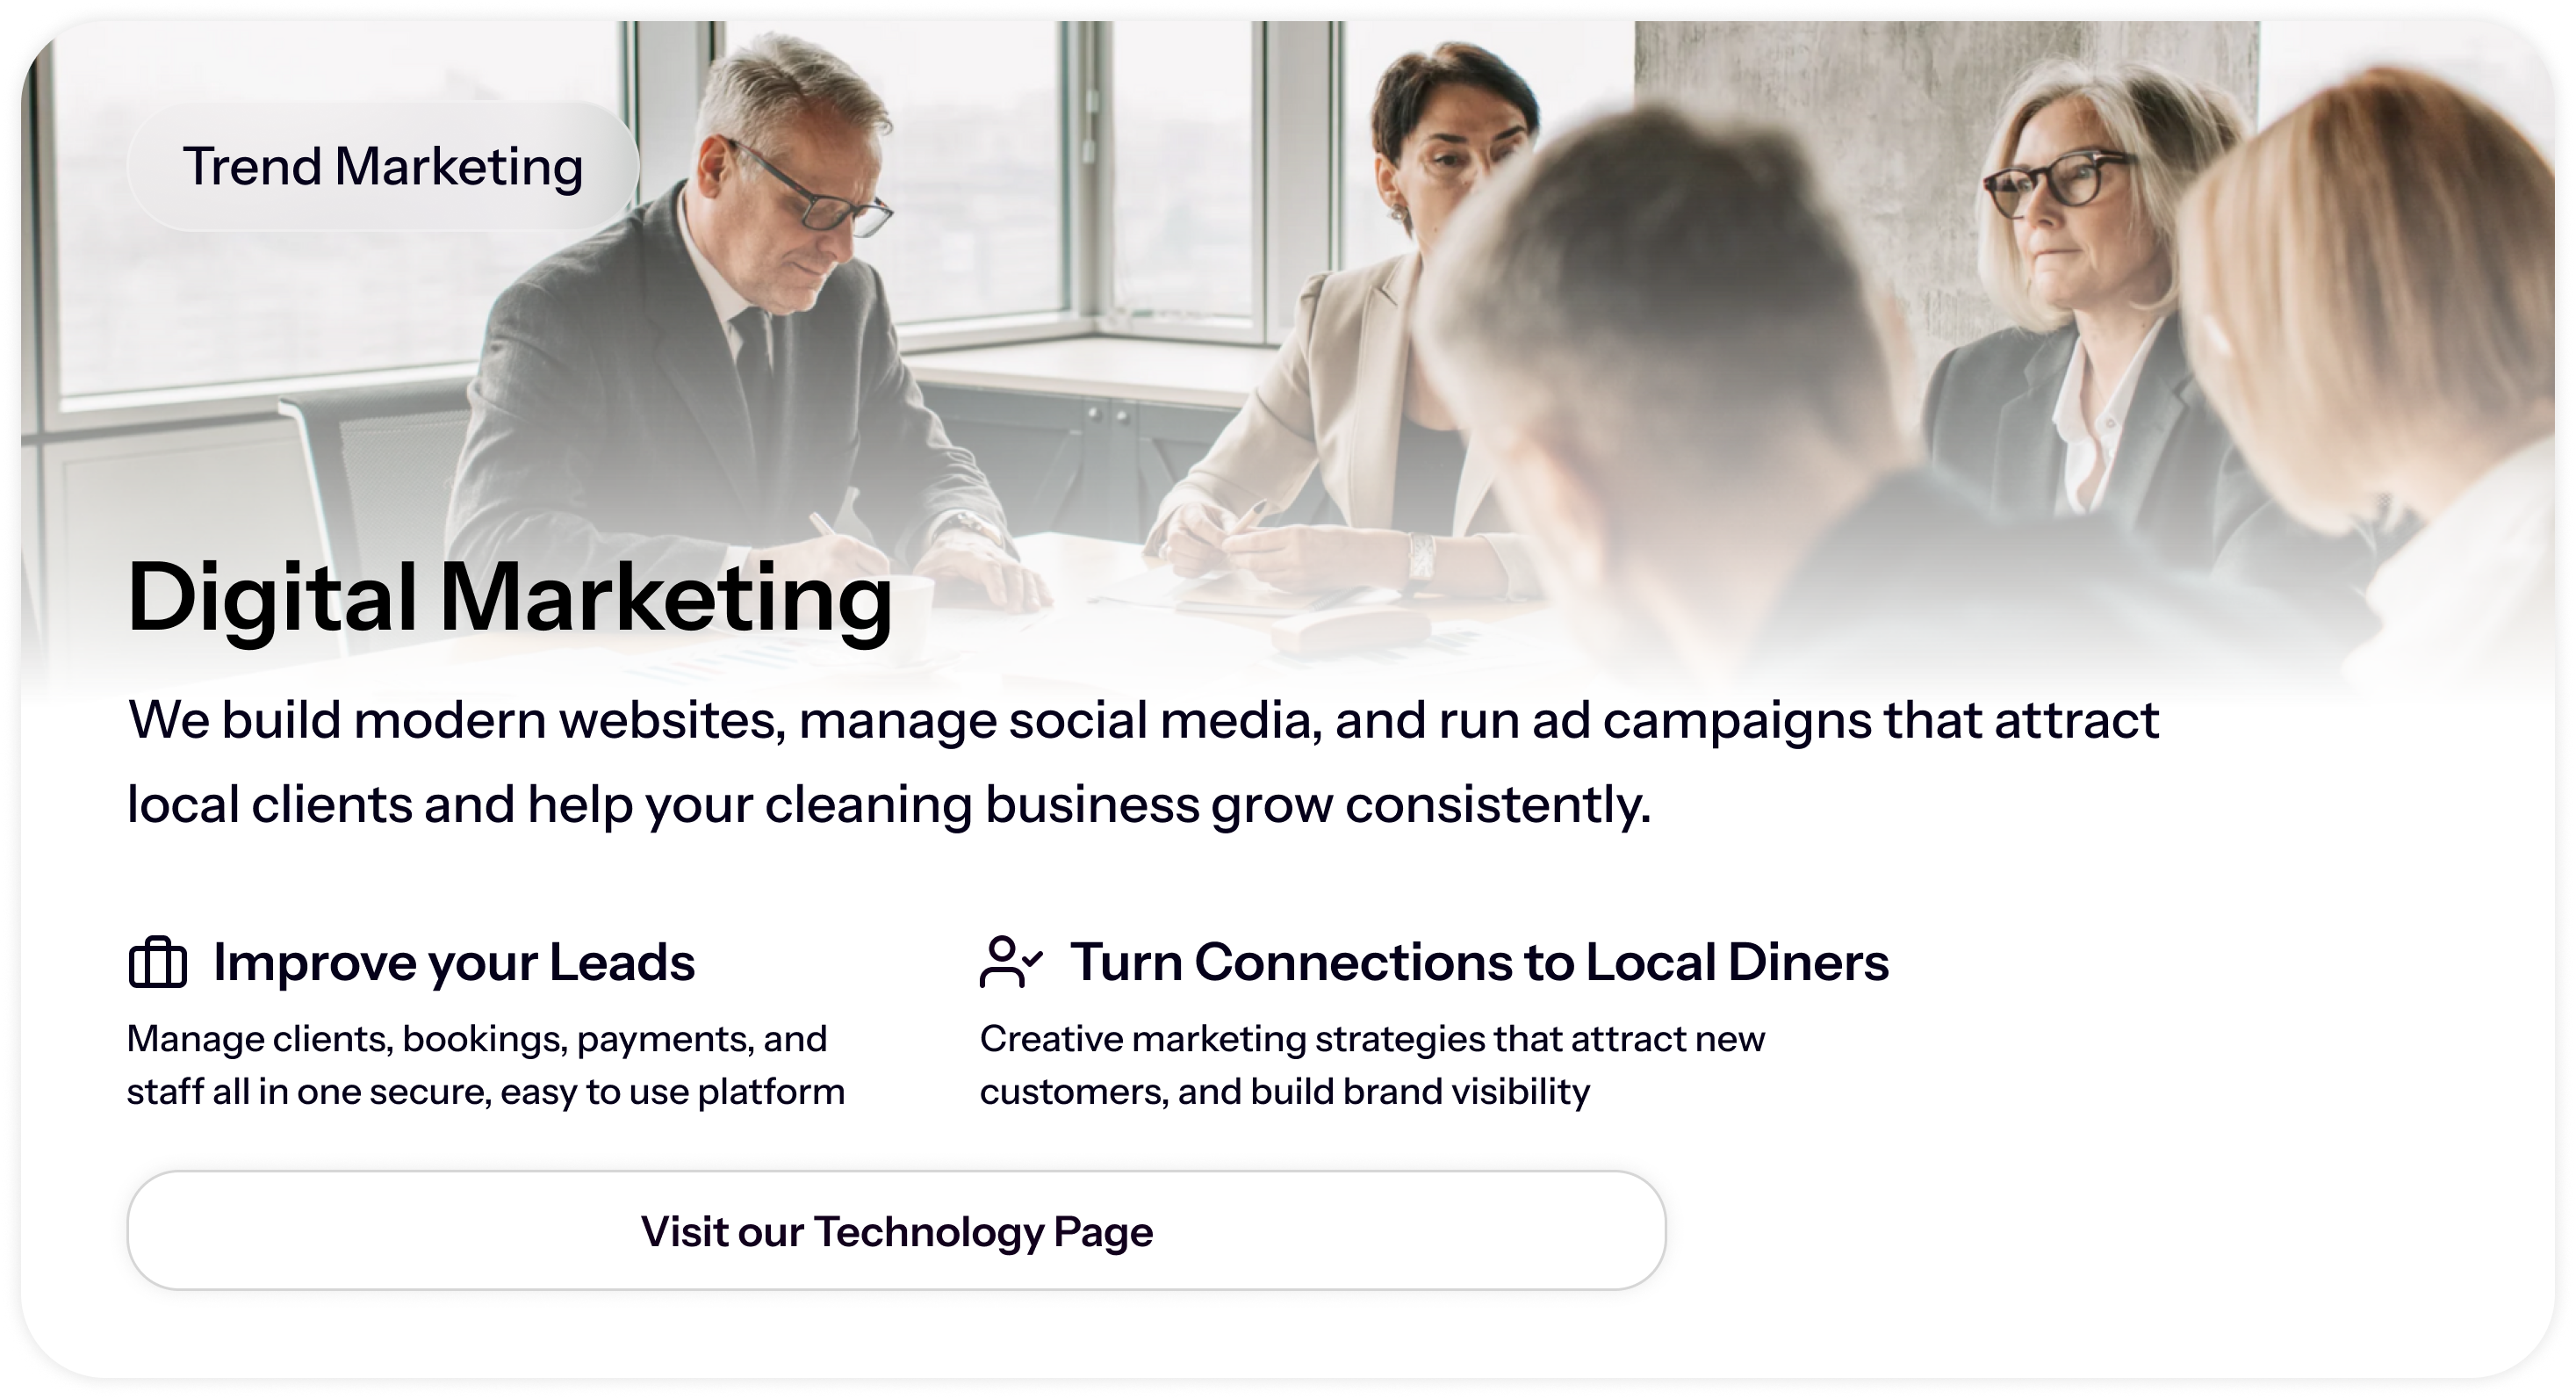 Trend Marketing
Digital Marketing
We build modern websites, manage social media, and run ad campaigns that attract
local clients and help your cleaning business grow consistently.
Improve your Leads
Manage clients, bookings, payments, and
staff all in one secure, easy to use platform
Turn Connections to Local Diners
Creative marketing strategies that attract new
customers, and build brand visibility
Visit our Technology Page